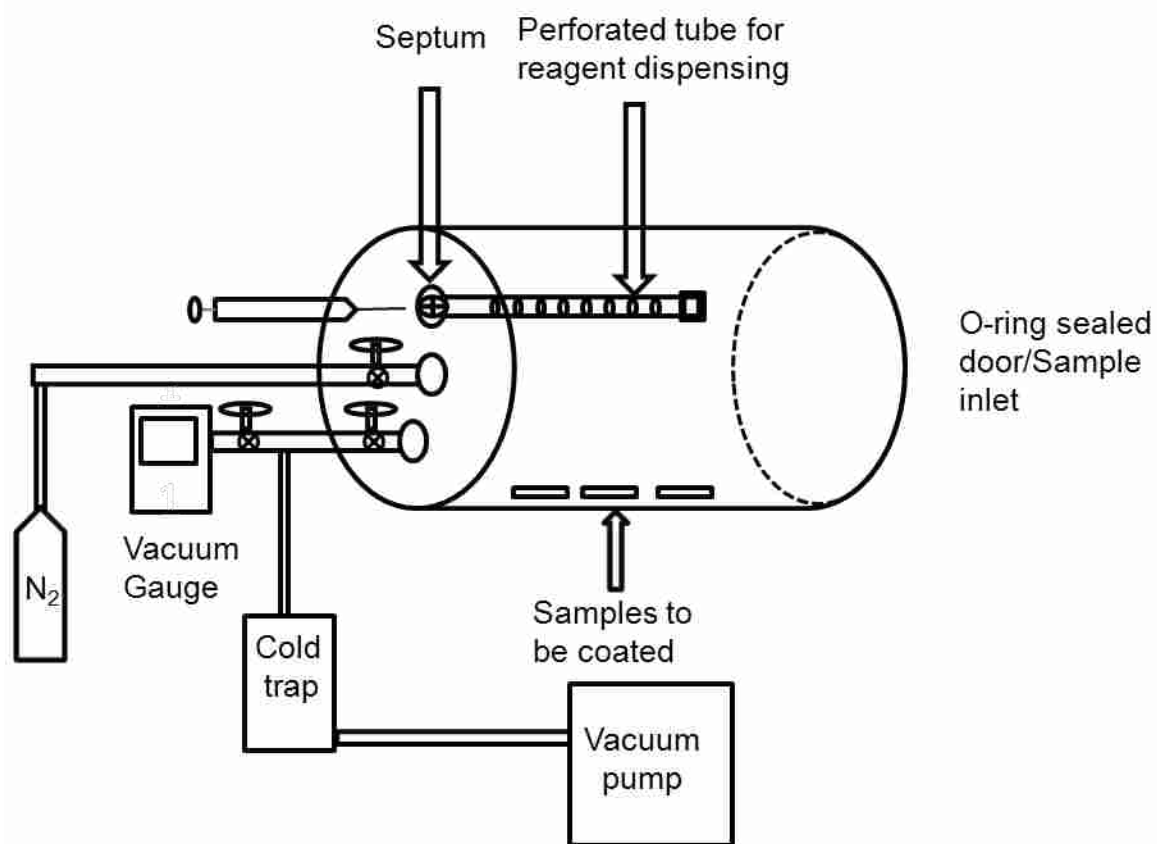 Septum
Perforated tube for
reagent dispensing
O-ring sealed
door/Sample
inlet
Vacuum
Gauge
N₂
Samples to
be coated
Cold
trap
Vacuum
pump